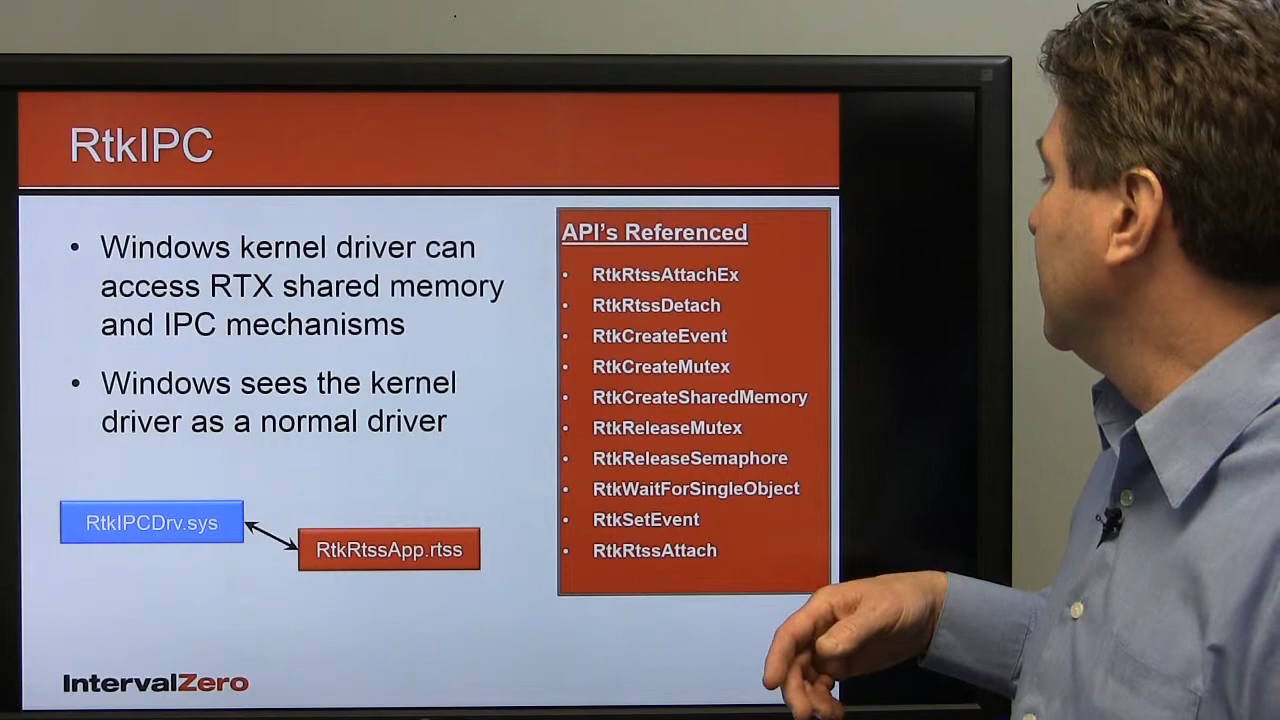 RtkIPC
• Windows kernel driver can
access RTX shared memory
and IPC mechanisms
• Windows sees the kernel
driver as a normal driver
RtkIPCDrv.sys
RtkRtssApp.rtss
API's Referenced
• RtkRtssAttachEx
• RtkRtssDetach
• RtkCreateEvent
• RtkCreateMutex
• RtkCreateSharedMemory
• RtkReleaseMutex
• RtkReleaseSemaphore
• RtkWaitForSingleObject
• RtkSetEvent
• RtkRtssAttach
IntervalZero